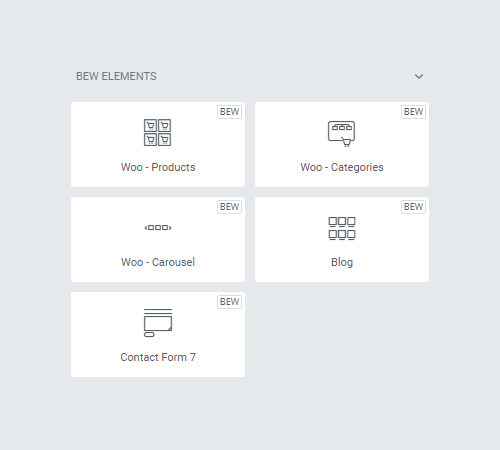 BEW ELEMENTS
BEW
Woo - Products
BEW
Woo - Categories
BEW
Woo - Carousel
BEW
Blog
BEW
Contact Form 7